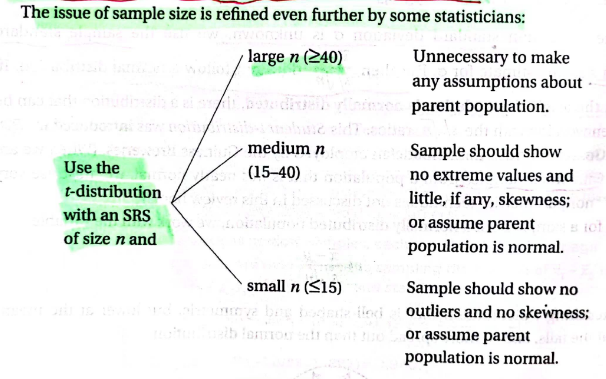 The issue of sample size is refined even further by some statisticians:
large n (≥40)
Unnecessary to make
any assumptions about
parent population.
medium n
(15–40)
Sample should show
no extreme values and
little, if any, skewness;
or assume parent
population is normal.
Use the
t-distribution
with an SRS
of size n and
small n (≤15)
Sample should show no
outliers and no skewness;
or assume parent
population is normal.